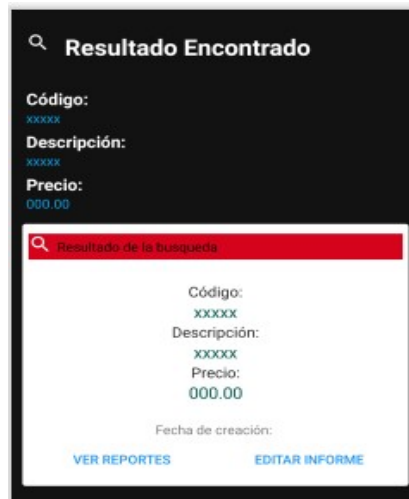 Resultado Encontrado
Código:
xxxxx
Descripción:
xxxxx
Precio:
000.00
Resultado de la busqueda
Código:
xxxxx
Descripción:
xxxxx
Precio:
000.00
Fecha de creación:
VER REPORTES EDITAR INFORME